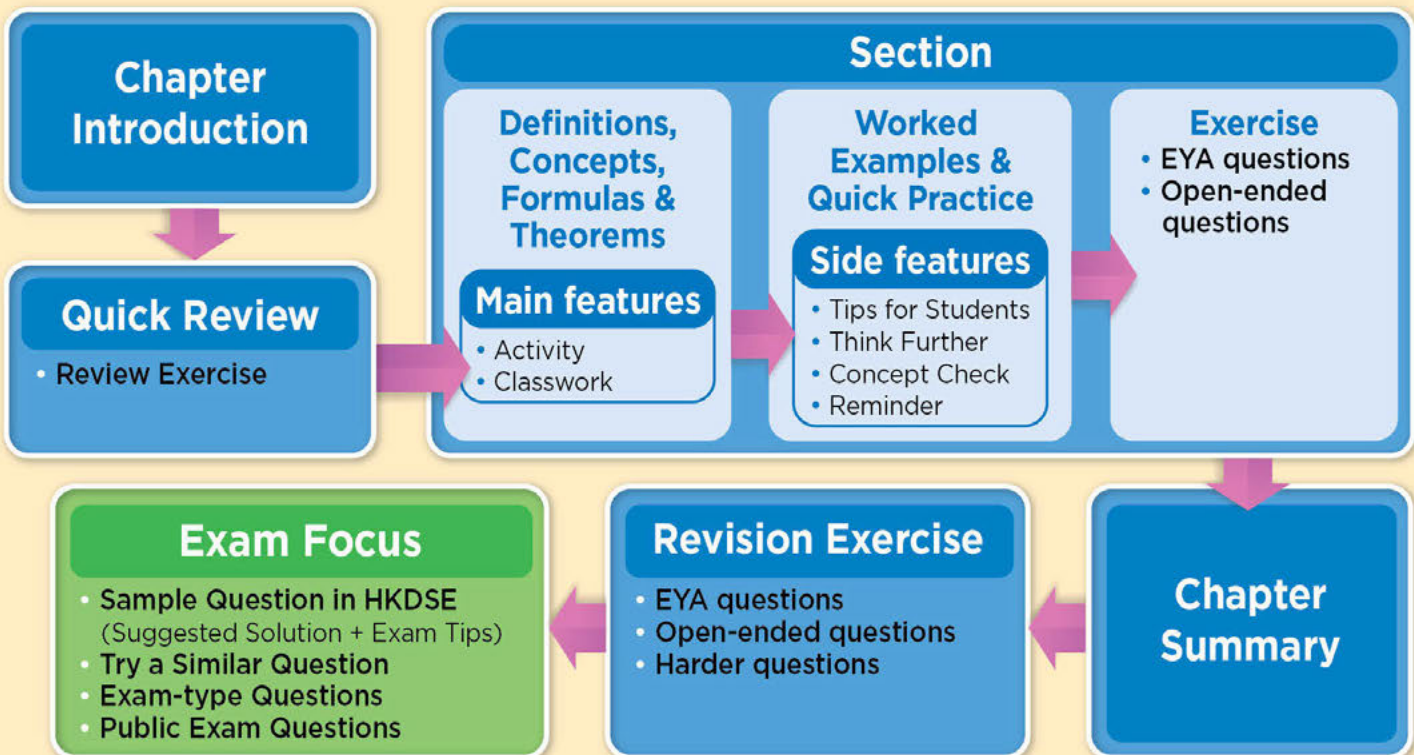 Chapter
Introduction
Quick Review
• Review Exercise
Section
Definitions,
Concepts,
Formulas &
Theorems
Main features
• Activity
• Classwork
Worked
Examples &
Quick Practice
Side features
• Tips for Students
• Think Further
• Concept Check
• Reminder
Exercise
• EYA questions
• Open-ended
questions
Chapter
Summary
Revision Exercise
• EYA questions
• Open-ended questions
• Harder questions
Exam Focus
• Sample Question in HKDSE
(Suggested Solution + Exam Tips)
• Try a Similar Question
• Exam-type Questions
• Public Exam Questions